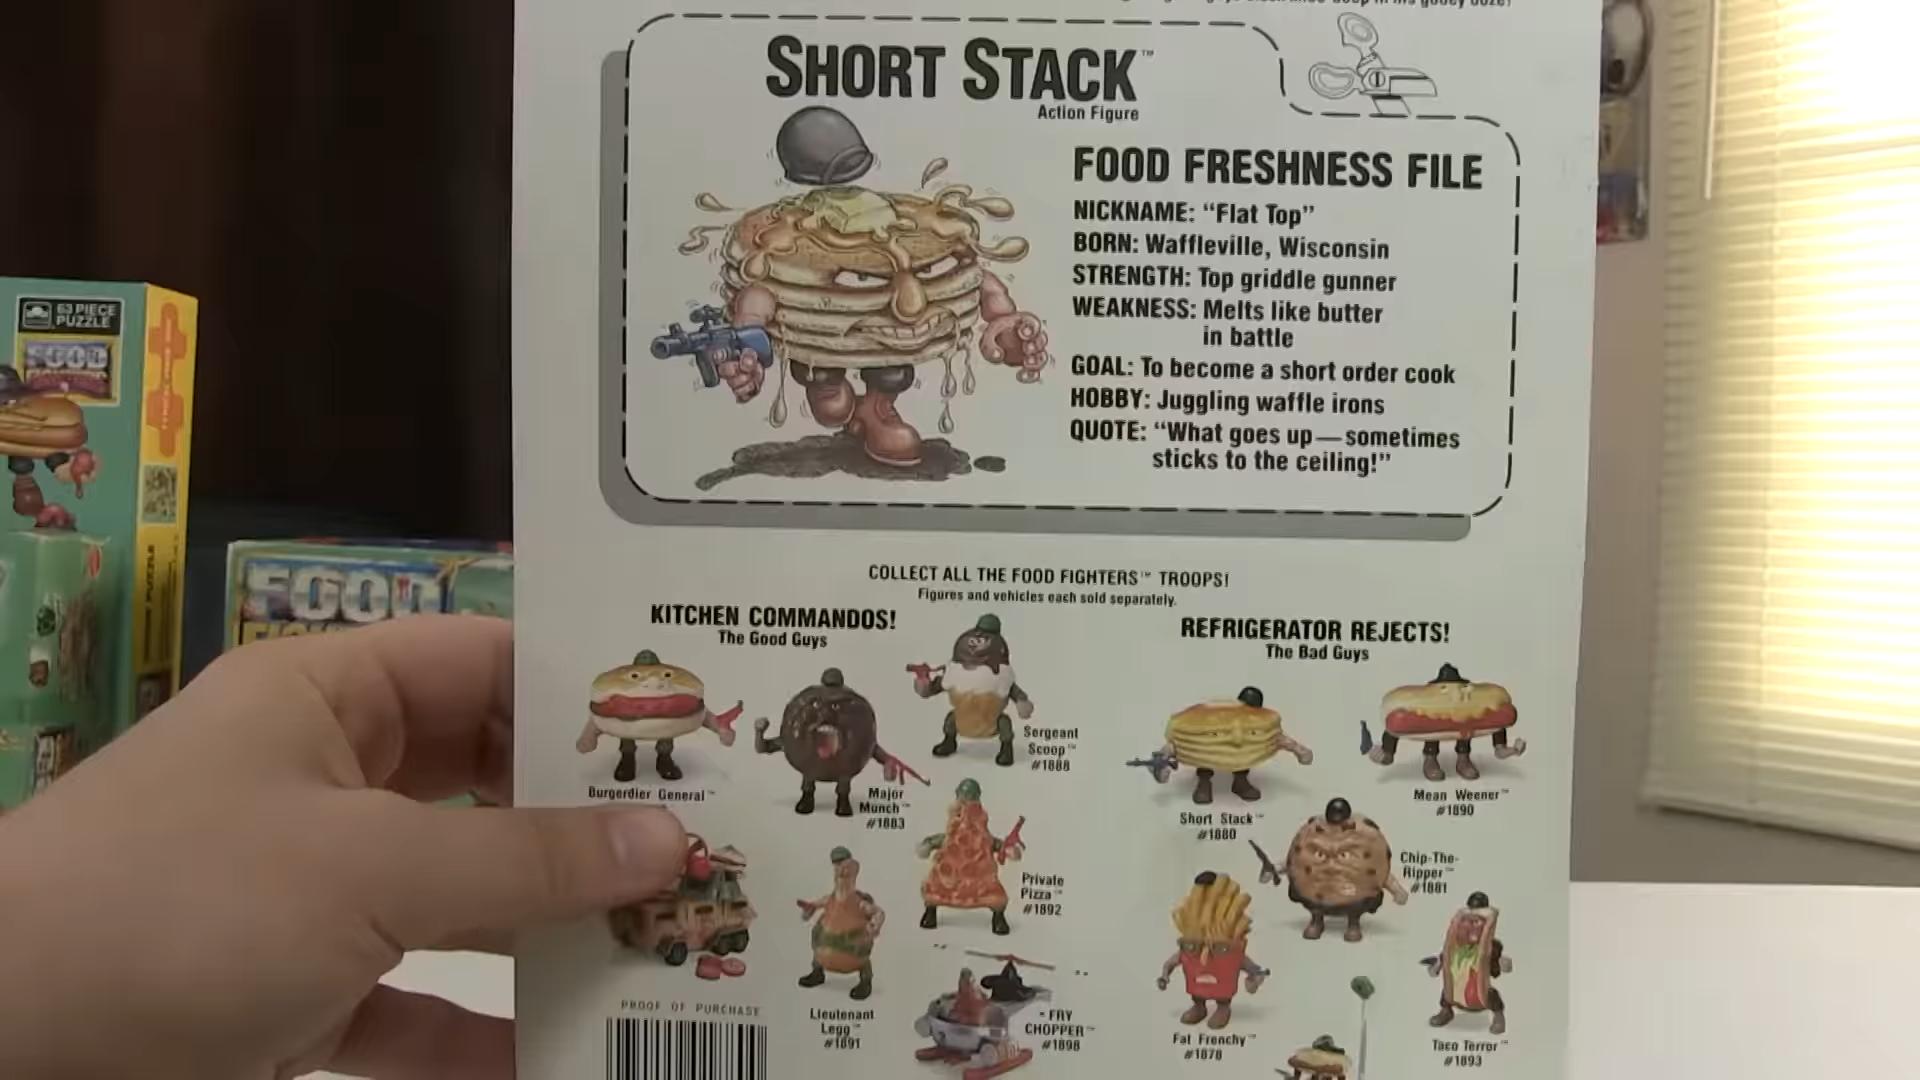 SHORT STACK™
Action Figure
FOOD FRESHNESS FILE
NICKNAME: “Flat Top”
BORN: Waffleville, Wisconsin
STRENGTH: Top griddle gunner
WEAKNESS: Melts like butter
in battle
GOAL: To become a short order cook
HOBBY: Juggling waffle irons
QUOTE: “What goes up—sometimes
sticks to the ceiling!”
63 PIECE
PUZZLE
FOOD
FOOD
COLLECT ALL THE FOOD FIGHTERS™ TROOPS!
Figures and vehicles each sold separately.
KITCHEN COMMANDOS!
The Good Guys
REFRIGERATOR REJECTS!
The Bad Guys
Burgerdier General™
Major
Munch™
#1883
Sergeant
Scoop™
#1888
Private
Pizza™
#1892
Lieutenant
Legg™
#1891
FRY
CHOPPER™
#1898
Short Stack™
#1880
Mean Weener™
#1890
Chip-The-
Ripper™
#1881
Fat Frenchy™
#1878
Taco Terror™
#1893
PROOF OF PURCHASE